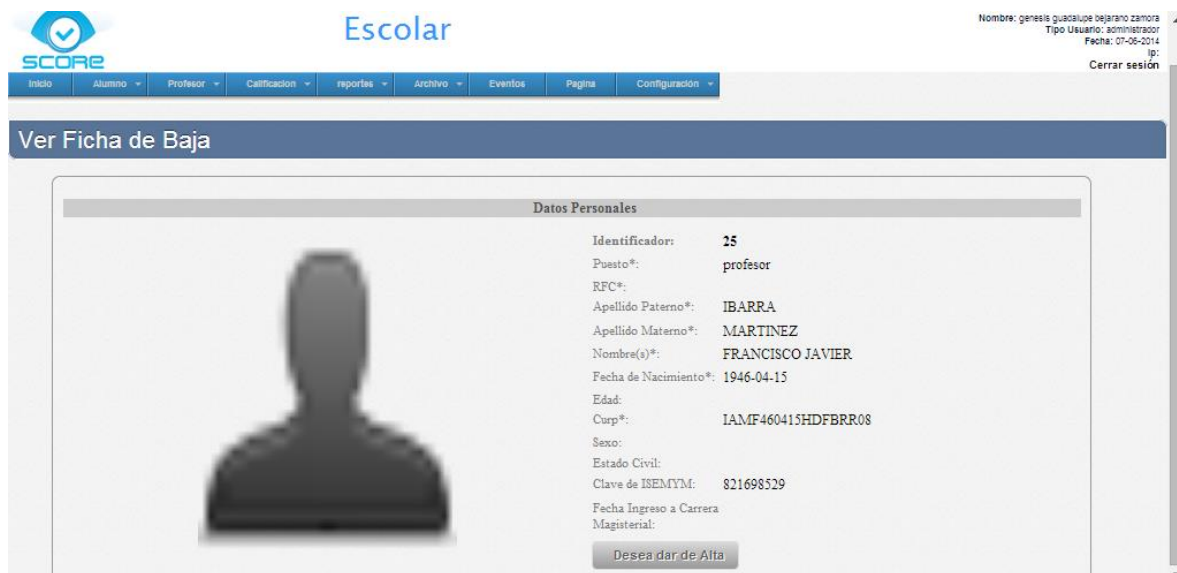 score
Escolar
Nombre: genesis guadalupe bejarano zamora
Tipo Usuario: administrador
Fecha: 07-06-2014
Ip:
Cerrar sesión
Inicio Alumno Profesor Calificacion reportes Archivo Eventos Pagina Configuración
Ver Ficha de Baja
Datos Personales
Identificador: 25
Puesto*: profesor
RFC*:
Apellido Paterno*: IBARRA
Apellido Materno*: MARTINEZ
Nombre(s)*: FRANCISCO JAVIER
Fecha de Nacimiento*: 1946-04-15
Edad:
Curp*: IAMF460415HDFBRR08
Sexo:
Estado Civil:
Clave de ISEMYM: 821698529
Fecha Ingreso a Carrera
Magisterial:
Desea dar de Alta